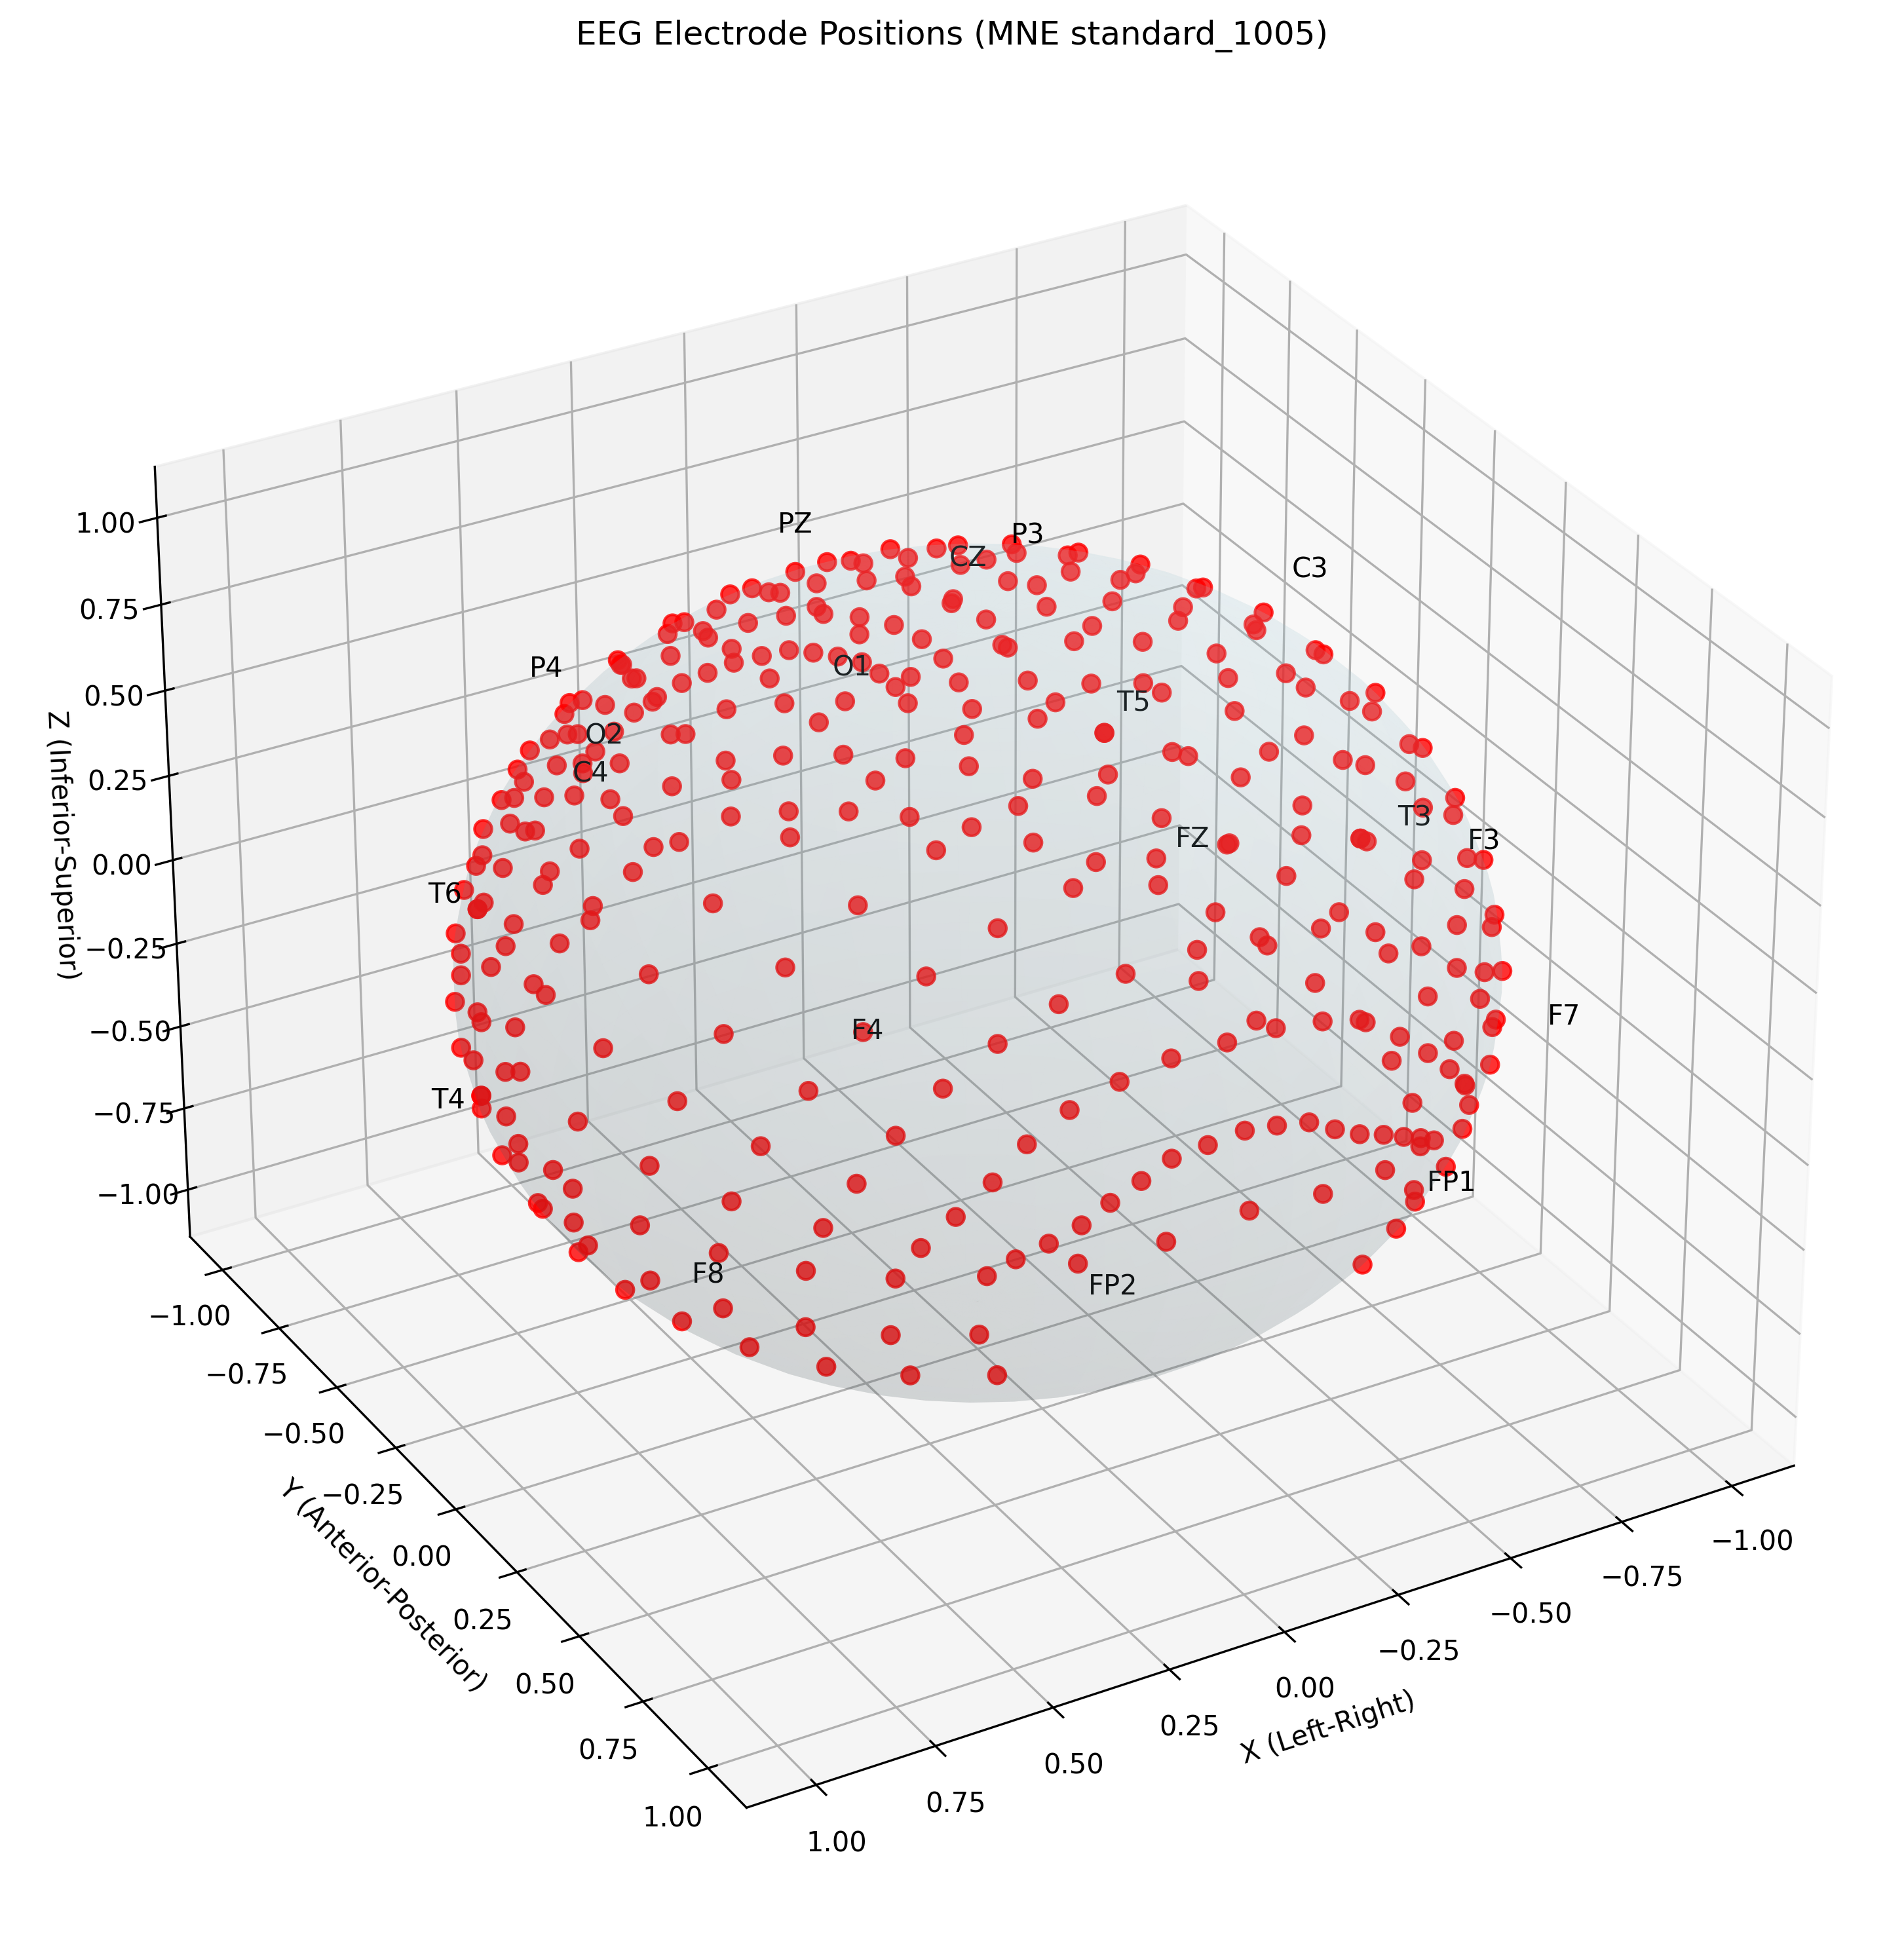 EEG Electrode Positions (MNE standard_1005)
PZ
P3
CZ
C3
P4
O1
T5
O2
C4
T3
FZ
F3
T6
F7
F4
T4
FP1
F8
FP2
Z (Inferior-Superior)
1.00
0.75
0.50
0.25
0.00
−0.25
−0.50
−0.75
−1.00
Y (Anterior-Posterior)
−1.00
−0.75
−0.50
−0.25
0.00
0.25
0.50
0.75
1.00
X (Left-Right)
1.00
0.75
0.50
0.25
0.00
−0.25
−0.50
−0.75
−1.00